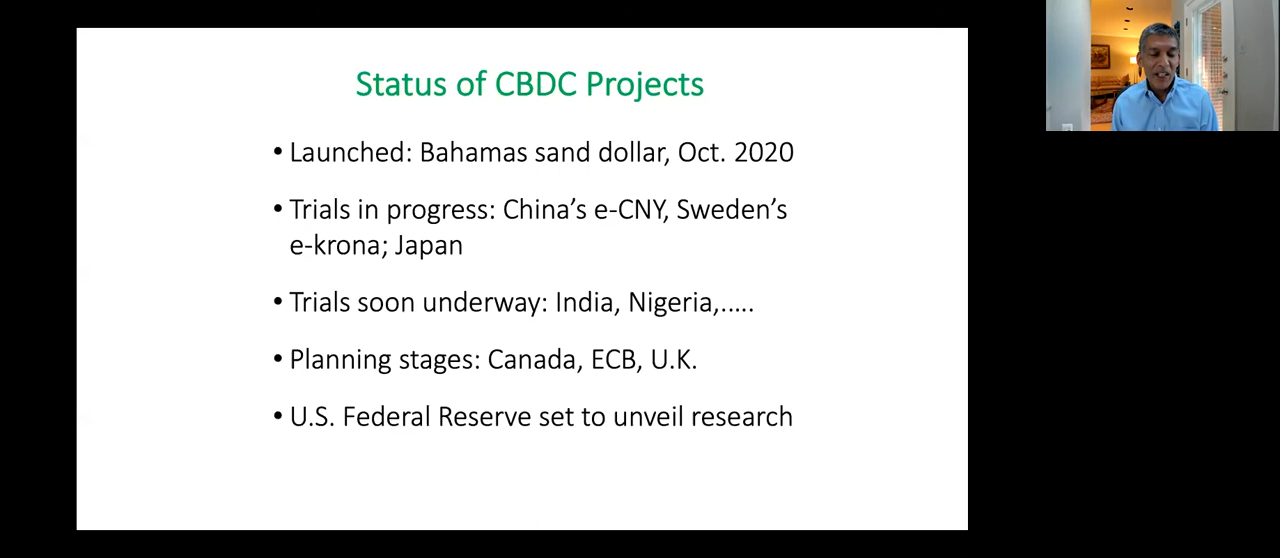 Status of CBDC Projects
• Launched: Bahamas sand dollar, Oct. 2020
• Trials in progress: China’s e-CNY, Sweden’s
e-krona; Japan
• Trials soon underway: India, Nigeria,…..
• Planning stages: Canada, ECB, U.K.
• U.S. Federal Reserve set to unveil research